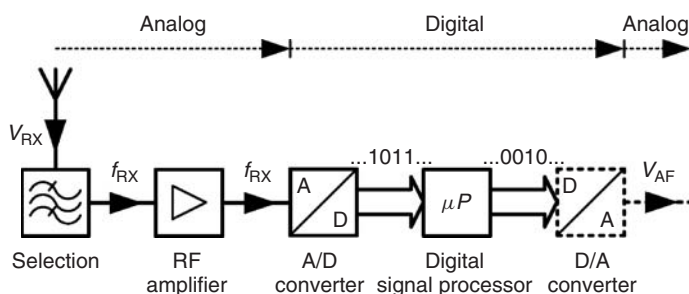 Analog Digital Analog
V_RX
f_RX f_RX ...1011... ...0010... V_AF
A D μP D A
Selection RF amplifier A/D converter Digital signal processor D/A converter